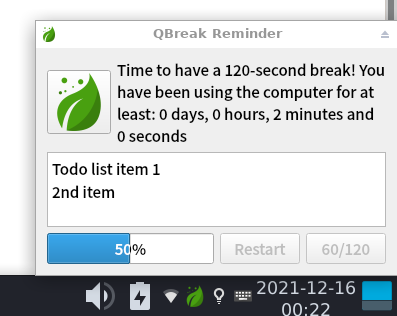 QBreak Reminder
Time to have a 120-second break! You
have been using the computer for at
least: 0 days, 0 hours, 2 minutes and
0 seconds
Todo list item 1
2nd item
50%
Restart
60/120
2021-12-16
00:22